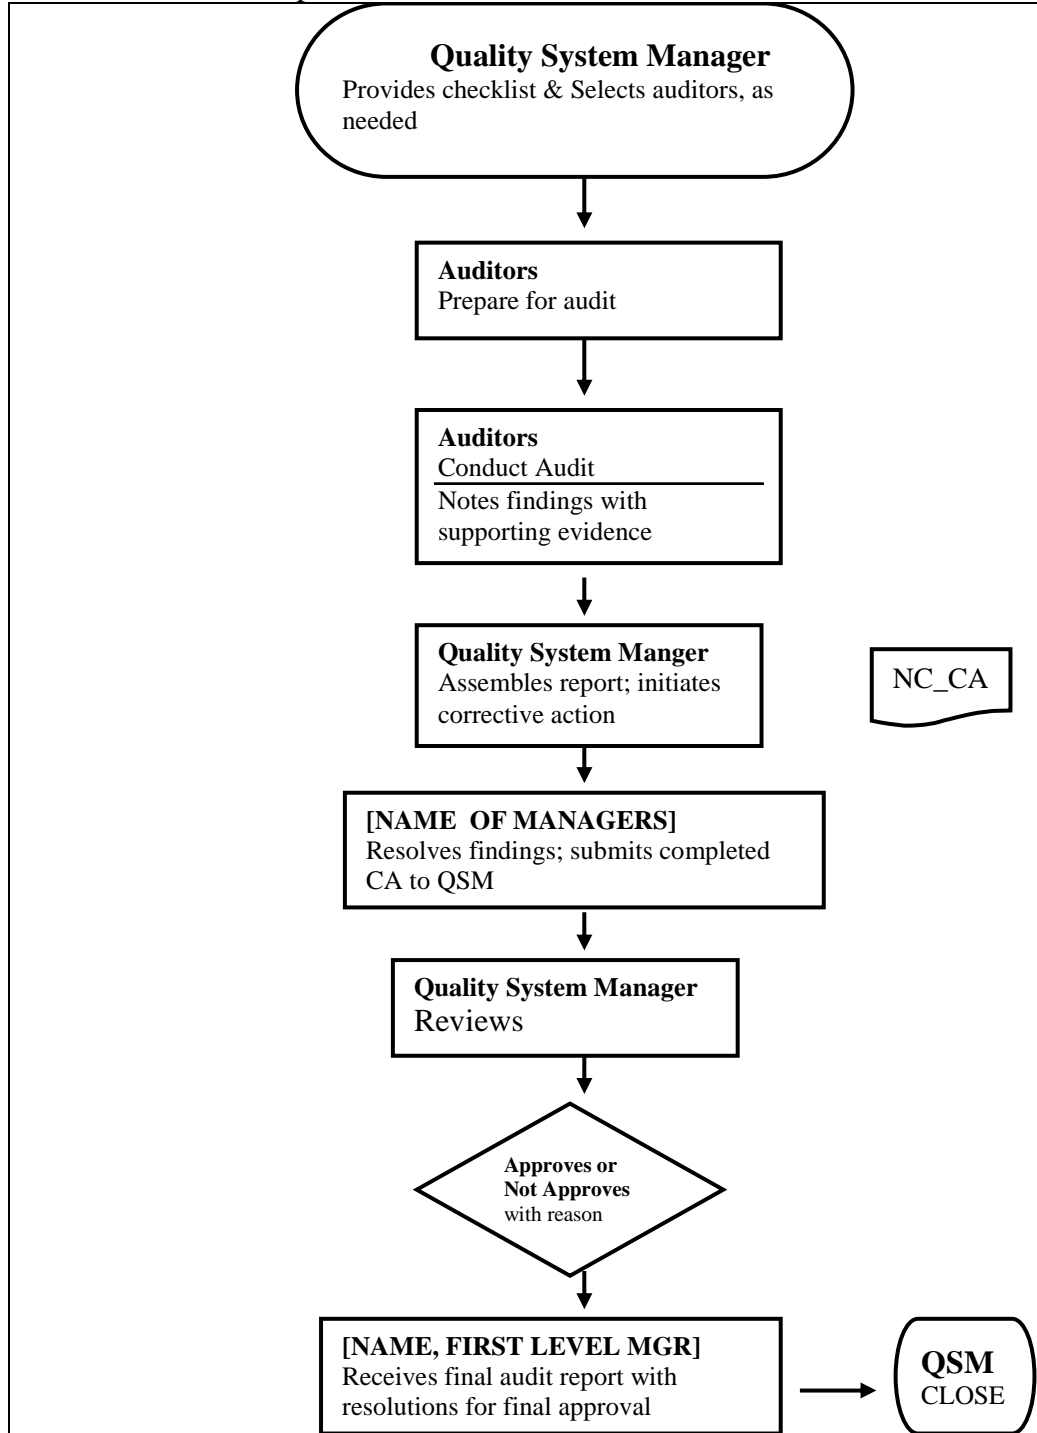 Quality System Manager
Provides checklist & Selects auditors, as
needed
Auditors
Prepare for audit
Auditors
Conduct Audit
Notes findings with
supporting evidence
Quality System Manger
Assembles report; initiates
corrective action
NC_CA
[NAME OF MANAGERS]
Resolves findings; submits completed
CA to QSM
Quality System Manager
Reviews
Approves or
Not Approves
with reason
[NAME, FIRST LEVEL MGR]
Receives final audit report with
resolutions for final approval
QSM
CLOSE